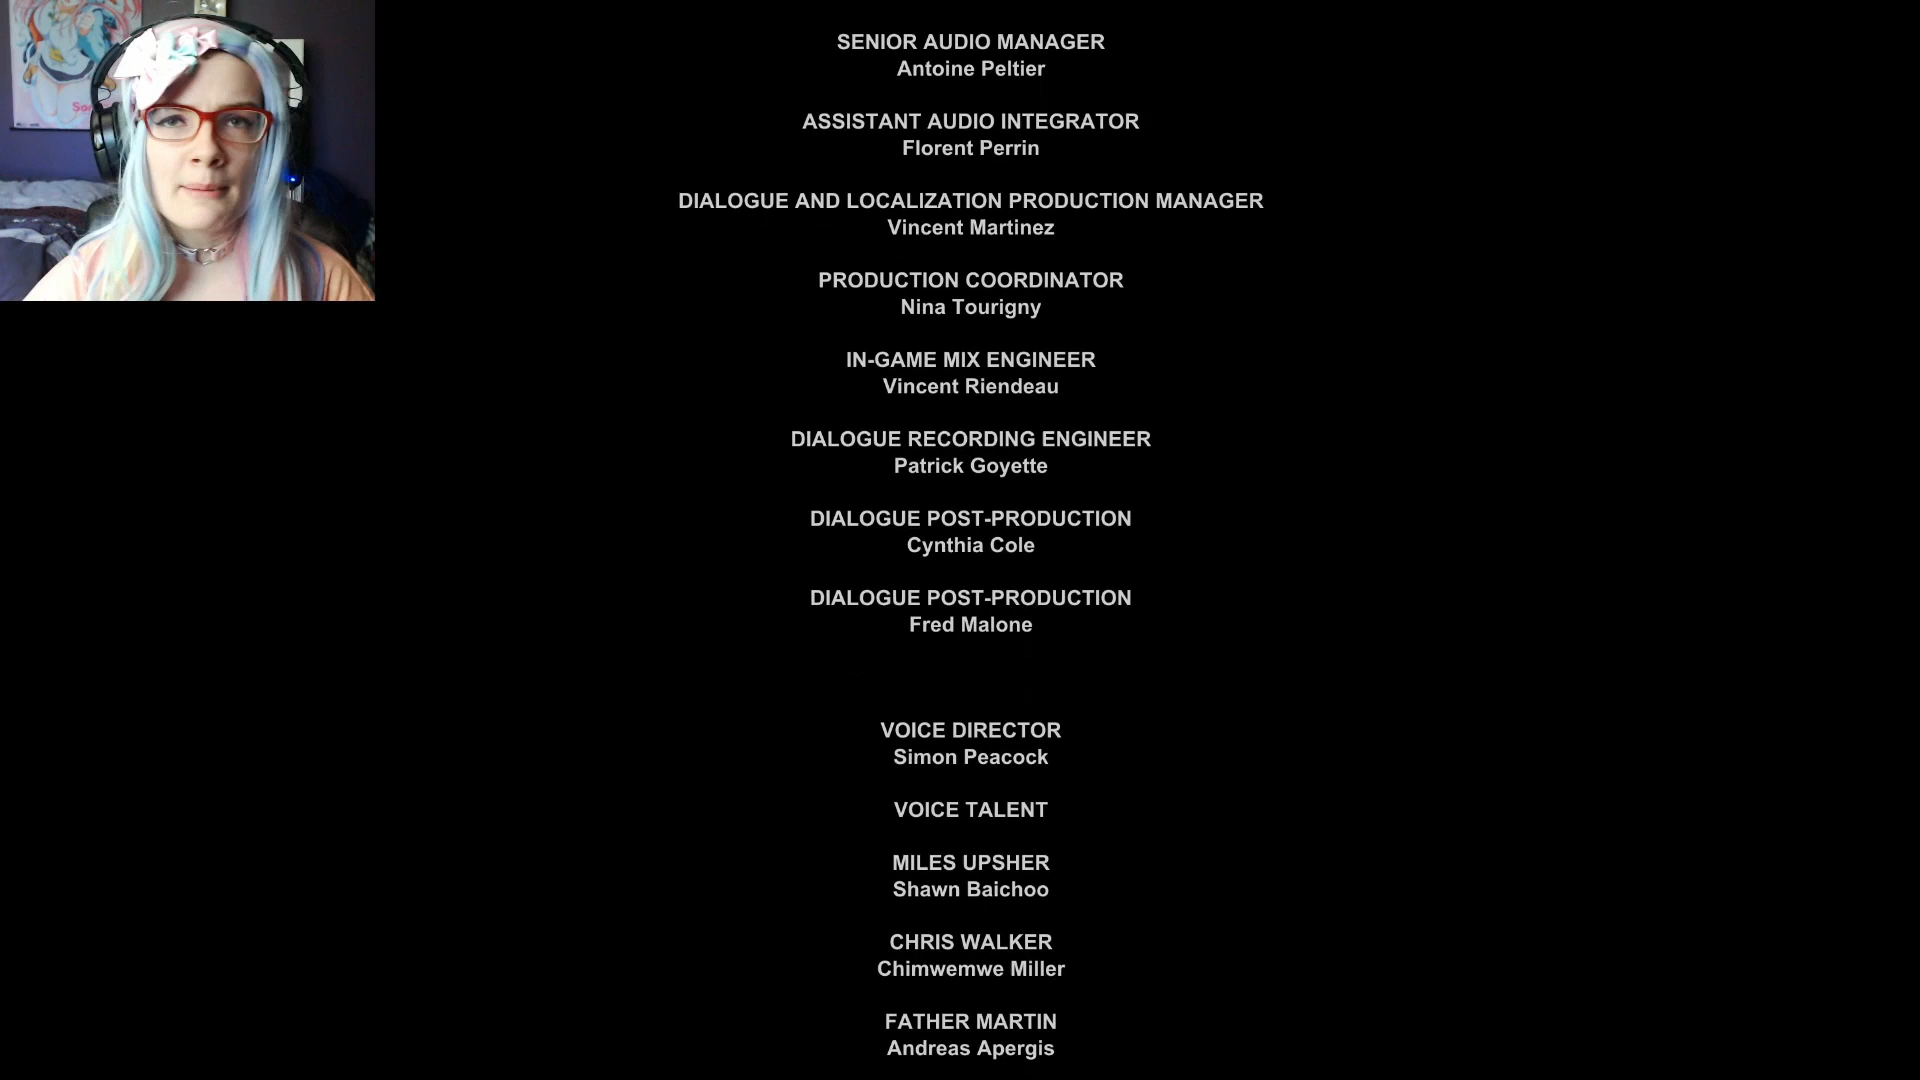 SENIOR AUDIO MANAGER
Antoine Peltier
ASSISTANT AUDIO INTEGRATOR
Florent Perrin
DIALOGUE AND LOCALIZATION PRODUCTION MANAGER
Vincent Martinez
PRODUCTION COORDINATOR
Nina Tourigny
IN-GAME MIX ENGINEER
Vincent Riendeau
DIALOGUE RECORDING ENGINEER
Patrick Goyette
DIALOGUE POST-PRODUCTION
Cynthia Cole
DIALOGUE POST-PRODUCTION
Fred Malone
VOICE DIRECTOR
Simon Peacock
VOICE TALENT
MILES UPSHER
Shawn Baichoo
CHRIS WALKER
Chimwemwe Miller
FATHER MARTIN
Andreas Apergis